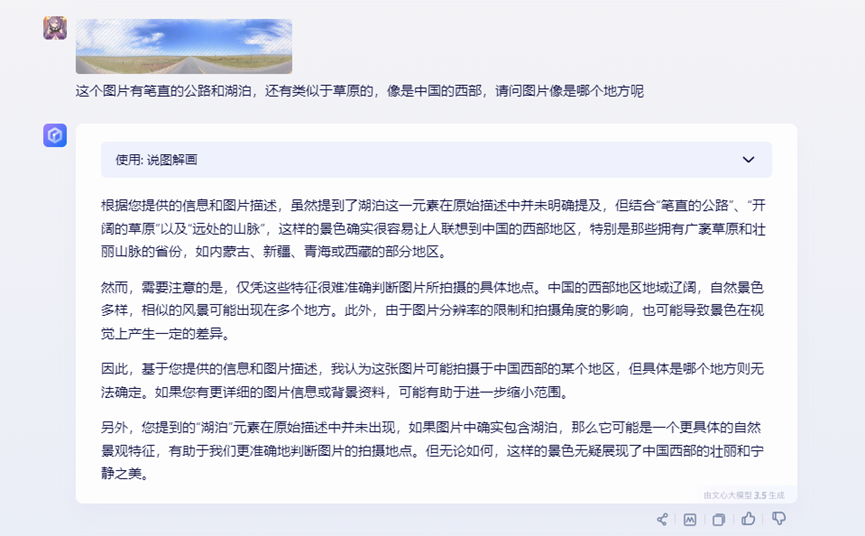 这个图片有笔直的公路和湖泊，还有类似于草原的，像是中国的西部，请问图片像是哪个地方呢
使用: 说图解画
根据您提供的信息和图片描述，虽然提到了湖泊这一元素在原始描述中并未明确提及，但结合“笔直的公路”、“开
阔的草原”以及“远处的山脉”，这样的景色确实很容易让人联想到中国的西部地区，特别是那些拥有广袤草原和壮
丽山脉的省份，如内蒙古、新疆、青海或西藏的部分地区。
然而，需要注意的是，仅凭这些特征很难准确判断图片所拍摄的具体地点。中国的西部地区地域辽阔，自然景色
多样，相似的风景可能出现在多个地方。此外，由于图片分辨率的限制和拍摄角度的影响，也可能导致景色在视
觉上产生一定的差异。
因此，基于您提供的信息和图片描述，我认为这张图片可能拍摄于中国西部的某个地区，但具体是哪个地方则无
法确定。如果您有更详细的图片信息或背景资料，可能有助于进一步缩小范围。
另外，您提到的“湖泊”元素在原始描述中并未出现，如果图片中确实包含湖泊，那么它可能是一个更具体的自然
景观特征，有助于我们更准确地判断图片的拍摄地点。但无论如何，这样的景色无疑展现了中国西部的壮丽和宁
静之美。
由文心大模型 3.5 生成